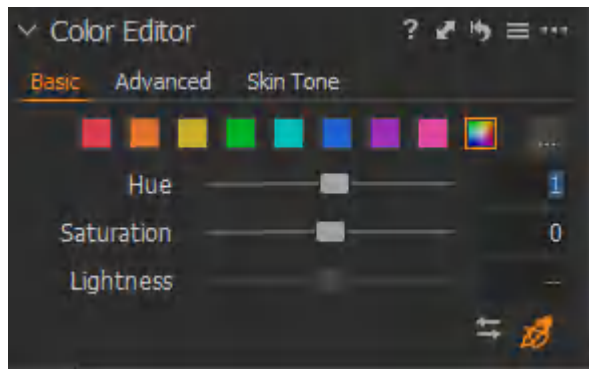 Color Editor ?
Basic Advanced Skin Tone
...
Hue 1
Saturation 0
Lightness --